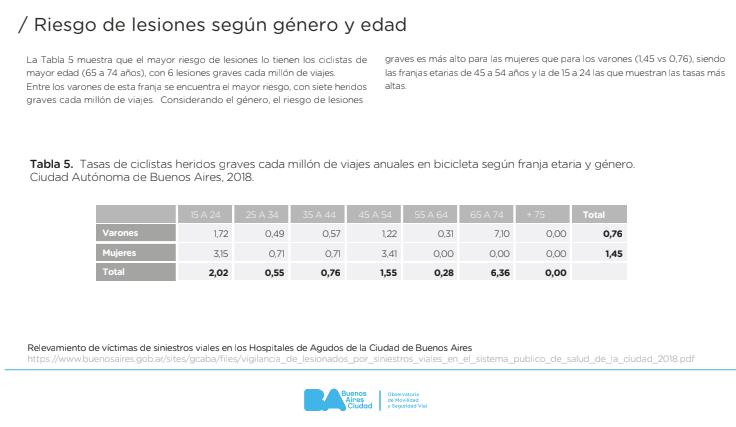 / Riesgo de lesiones según género y edad
La Tabla 5 muestra que el mayor riesgo de lesiones lo tienen los ciclistas de
mayor edad (65 a 74 años), con 6 lesiones graves cada millón de viajes.
Entre los varones de esta franja se encuentra el mayor riesgo, con siete heridos
graves cada millón de viajes. Considerando el género, el riesgo de lesiones
graves es más alto para las mujeres que para los varones (1,45 vs 0,76), siendo
las franjas etarias de 45 a 54 años y la de 15 a 24 las que muestran las tasas más
altas.
Tabla 5. Tasas de ciclistas heridos graves cada millón de viajes anuales en bicicleta según franja etaria y género.
Ciudad Autónoma de Buenos Aires, 2018.
15 A 24 25 A 34 35 A 44 45 A 54 55 A 64 65 A 74 + 75 Total
Varones 1,72 0,49 0,57 1,22 0,31 7,10 0,00 0,76
Mujeres 3,15 0,71 0,71 3,41 0,00 0,00 0,00 1,45
Total 2,02 0,55 0,76 1,55 0,28 6,36 0,00
Relevamiento de víctimas de siniestros viales en los Hospitales de Agudos de la Ciudad de Buenos Aires
https://www.buenosaires.gob.ar/sites/gcaba/files/vigilancia_de_lesionados_por_siniestros_viales_en_el_sistema_publico_de_salud_de_la_ciudad_2018.pdf
BA Buenos
Aires
Ciudad
Observatorio
de Movilidad
y Seguridad Vial